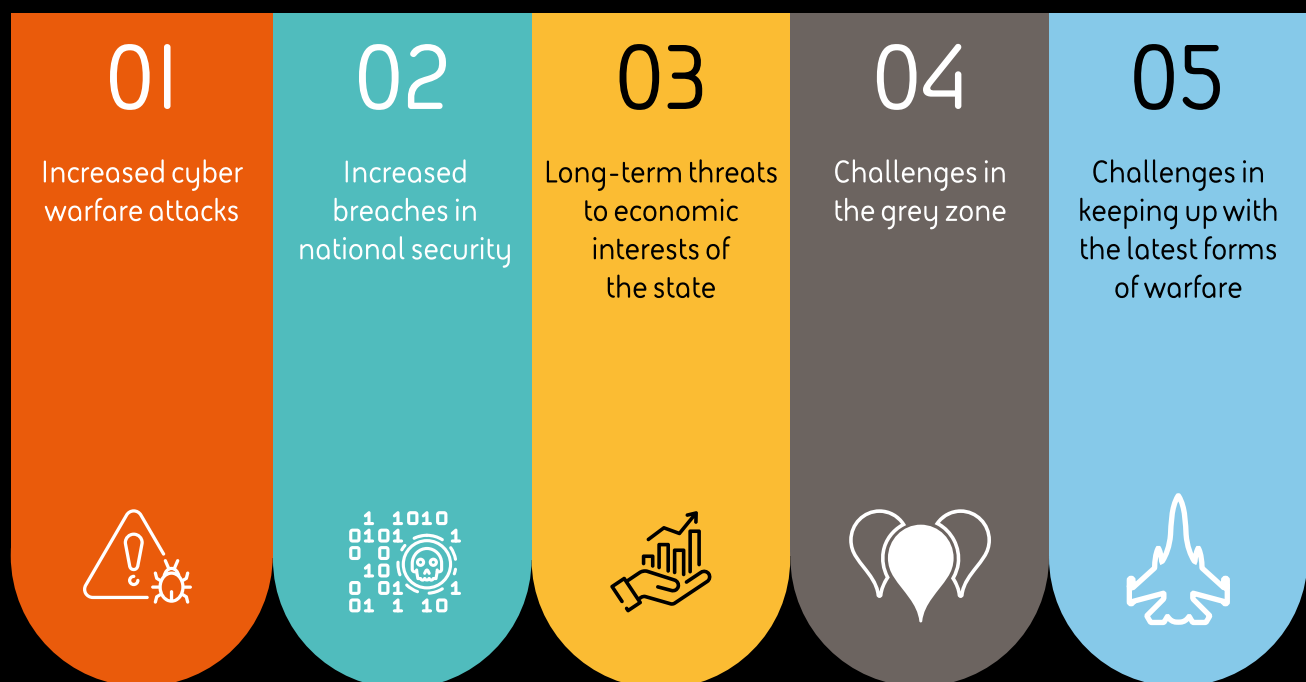 01
Increased cyber
warfare attacks
02
Increased
breaches in
national security
03
Long-term threats
to economic
interests of
the state
04
Challenges in
the grey zone
05
Challenges in
keeping up with
the latest forms
of warfare
1 1010
0101 1
0 0
10
0 01 1
01 1 10